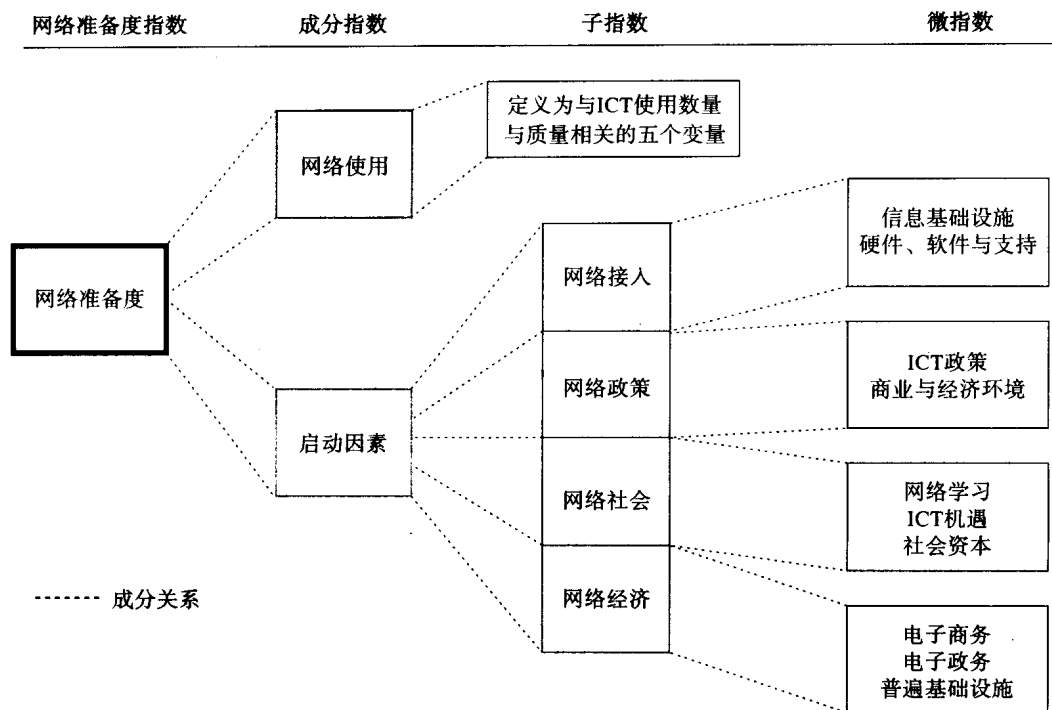 网络准备度指数 成分指数 子指数 微指数
定义为与ICT使用数量
与质量相关的五个变量
网络使用
信息基础设施
硬件、软件与支持
网络接入
网络准备度
ICT政策
商业与经济环境
网络政策
启动因素
网络学习
ICT机遇
社会资本
网络社会
成分关系
网络经济
电子商务
电子政务
普遍基础设施